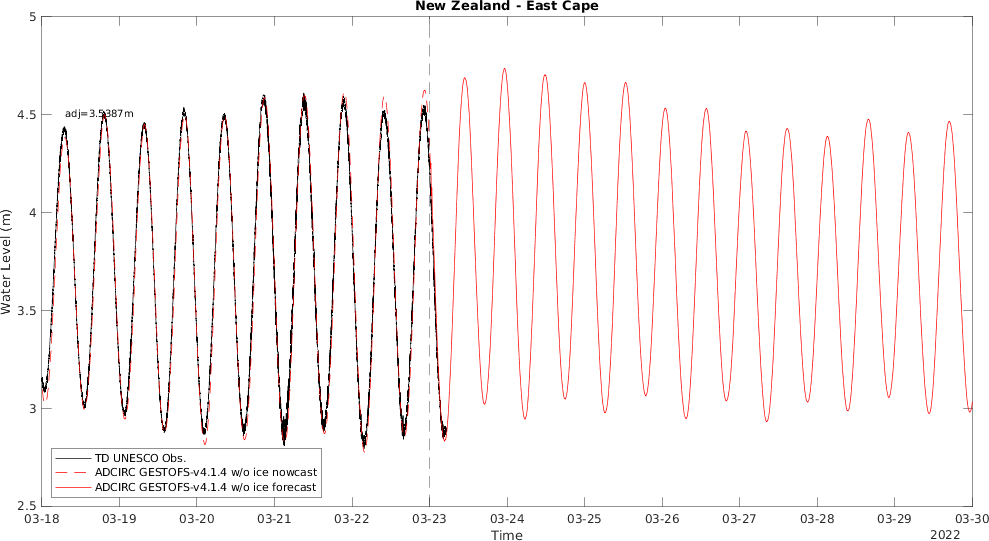 New Zealand - East Cape
5
4.5
4
3.5
3
2.5
Water Level (m)
adj=3.5387m
TD UNESCO Obs.
ADCIRC GESTOFS-v4.1.4 w/o ice nowcast
ADCIRC GESTOFS-v4.1.4 w/o ice forecast
03-18 03-19 03-20 03-21 03-22 03-23 03-24 03-25 03-26 03-27 03-28 03-29 03-30
Time
2022